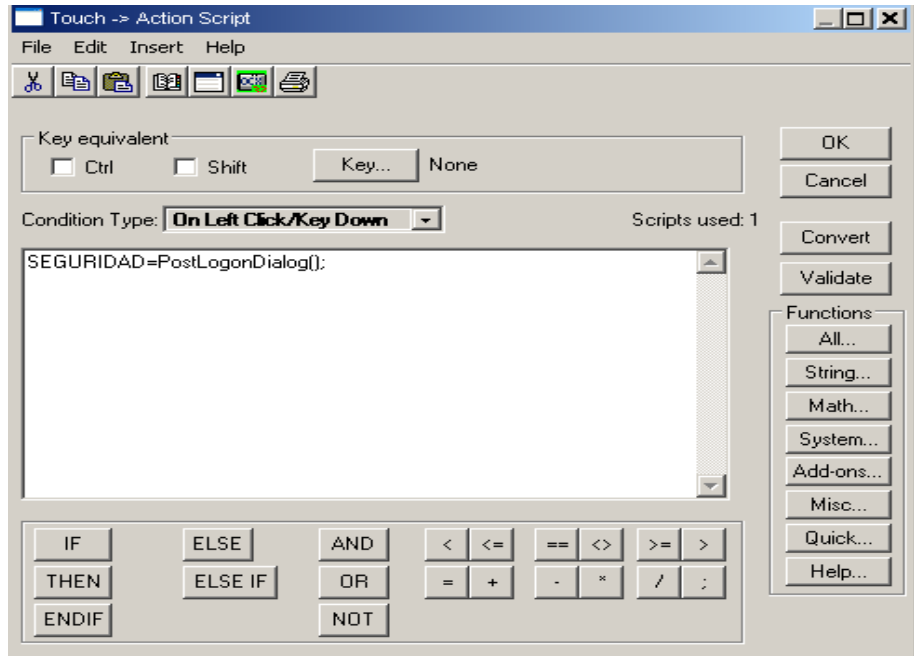 Touch -> Action Script
File Edit Insert Help
Key equivalent
Ctrl Shift Key... None
OK
Cancel
Condition Type: On Left Click/Key Down Scripts used: 1
Convert
Validate
SEGURIDAD=PostLogonDialog();
Functions
All...
String...
Math...
System...
Add-ons...
Misc...
Quick...
Help...
IF ELSE AND < <= == <> >= >
THEN ELSE IF OR = + - * / ;
ENDIF NOT